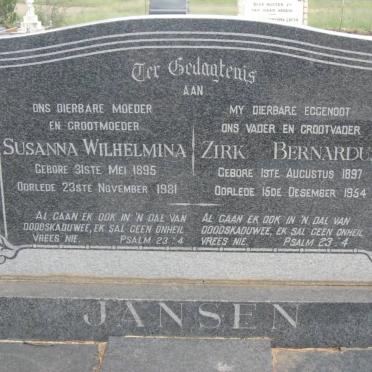 Ter Gedagtenis
AAN
ONS DIERBARE MOEDER
EN GROOTMOEDER
SUSANNA WILHELMINA
GEBORE 31STE MEI 1895
OORLEDE 23STE NOVEMBER 1981
AL GAAN EK OOK IN 'N DAL VAN
DOODSKADUWEE, EK SAL GEEN ONHEIL
VREES NIE. PSALM 23:4
MY DIERBARE EGGENOOT
ONS VADER EN GROOTVADER
ZIRK BERNARDU
GEBORE 1STE AUGUSTUS 1897
OORLEDE 15DE DESEMBER 1954
AL GAAN EK OOK IN 'N DAL VAN
DOODSKADUWEE, EK SAL GEEN ONHEIL
VREES NIE. PSALM 23:4
JANSEN